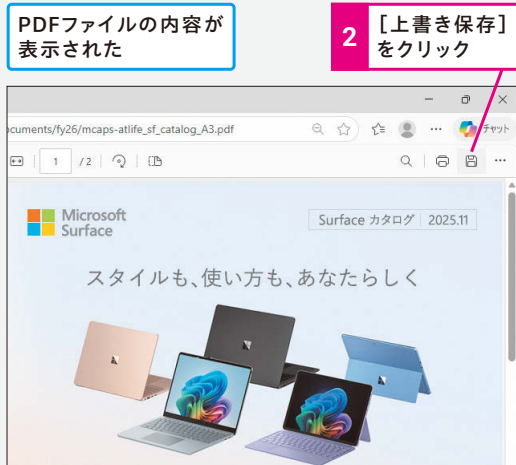 PDFファイルの内容が
表示された
2
[上書き保存]
をクリック
ocuments/fy26/mcaps-atlife_sf_catalog_A3.pdf
チャット
1 / 2
Microsoft
Surface
Surface カタログ 2025.11
スタイルも、使い方も、あなたらしく